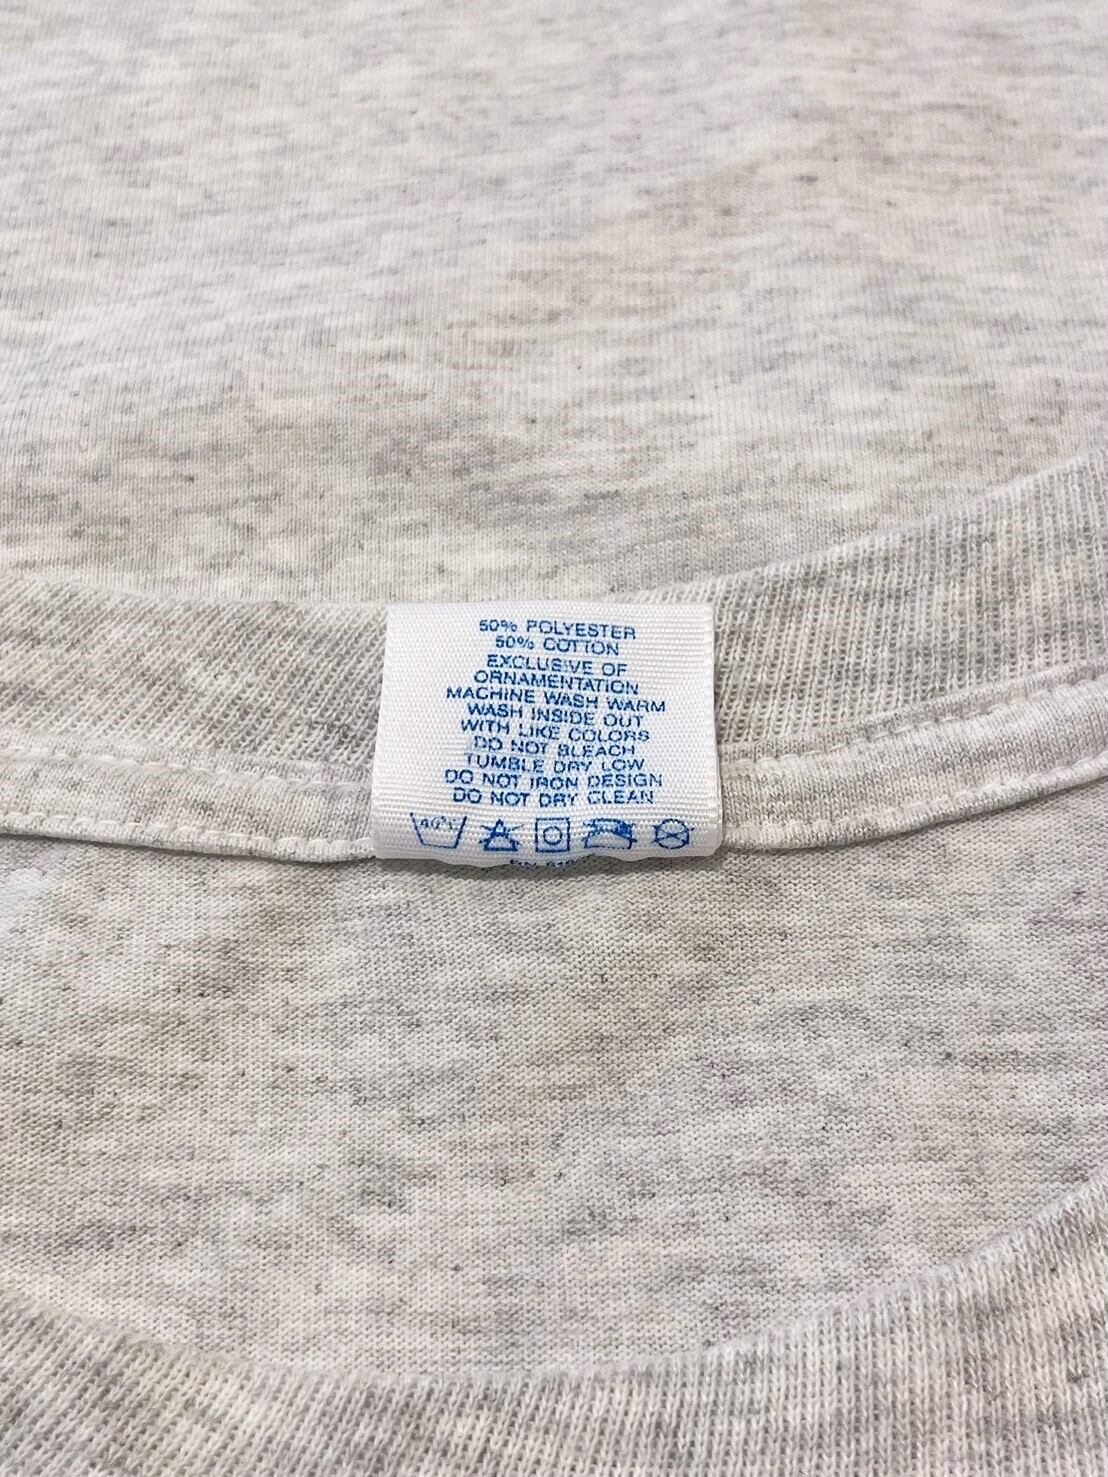 50% POLYESTER
50% COTTON
EXCLUSIVE OF
ORNAMENTATION
MACHINE WASH WARM
WASH INSIDE OUT
WITH LIKE COLORS
DO NOT BLEACH
TUMBLE DRY LOW
DO NOT IRON DESIGN
DO NOT DRY CLEAN